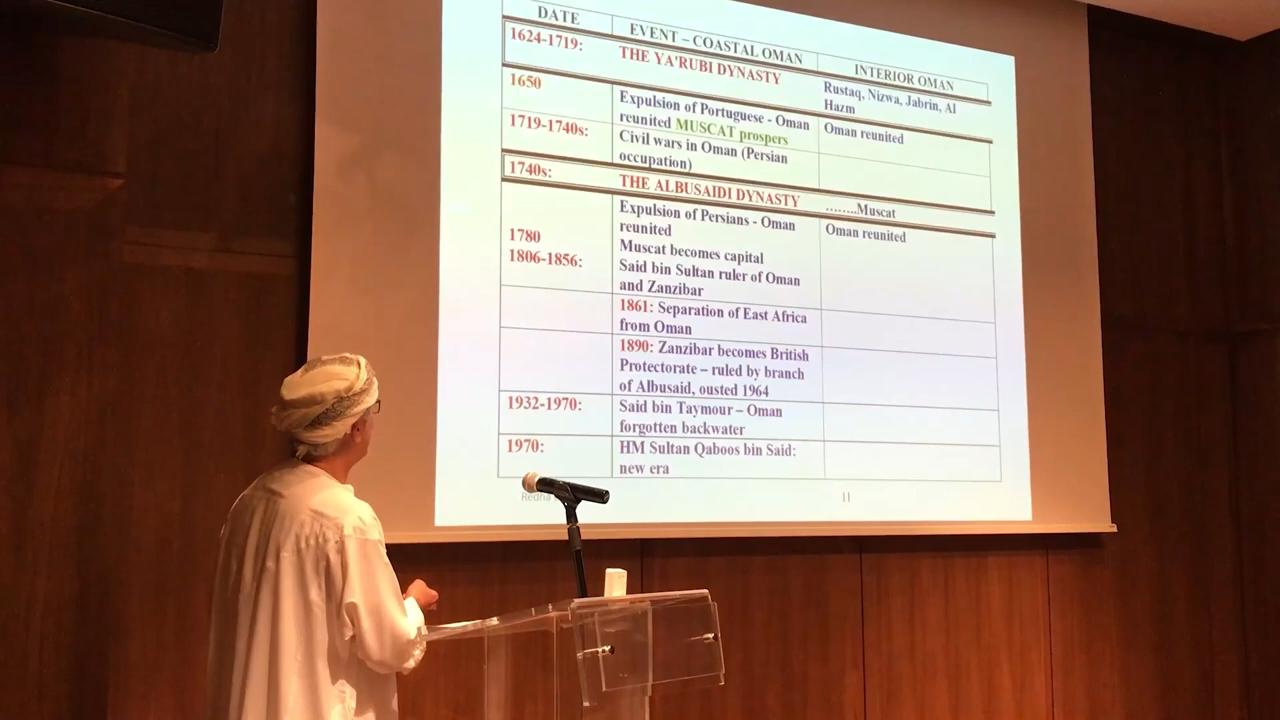 DATE
EVENT – COASTAL OMAN
INTERIOR OMAN
1624-1719:
THE YA'RUBI DYNASTY
Rustaq, Nizwa, Jabrin, Al
Hazm
1650
Expulsion of Portuguese - Oman
reunited MUSCAT prospers
Oman reunited
1719-1740s:
Civil wars in Oman (Persian
occupation)
1740s:
THE ALBUSAIDI DYNASTY
........Muscat
Expulsion of Persians - Oman
reunited
Oman reunited
1780
Muscat becomes capital
1806-1856:
Said bin Sultan ruler of Oman
and Zanzibar
1861: Separation of East Africa
from Oman
1890: Zanzibar becomes British
Protectorate – ruled by branch
of Albusaid, ousted 1964
1932-1970:
Said bin Taymour – Oman
forgotten backwater
1970:
HM Sultan Qaboos bin Said:
new era
11